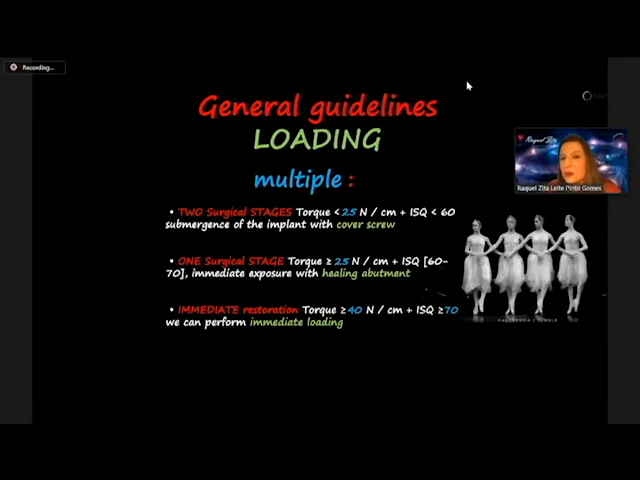 Recording...
General guidelines
LOADING
multiple :
• TWO Surgical STAGES Torque < 25 N / cm + ISQ < 60
submergence of the implant with cover screw
• ONE Surgical STAGE Torque ≥ 25 N / cm + ISQ [60-
70], immediate exposure with healing abutment
• IMMEDIATE restoration Torque ≥40 N / cm + ISQ ≥70
we can perform immediate loading
Raquel Zita
Raquel Zita Leite Pinto Gomes